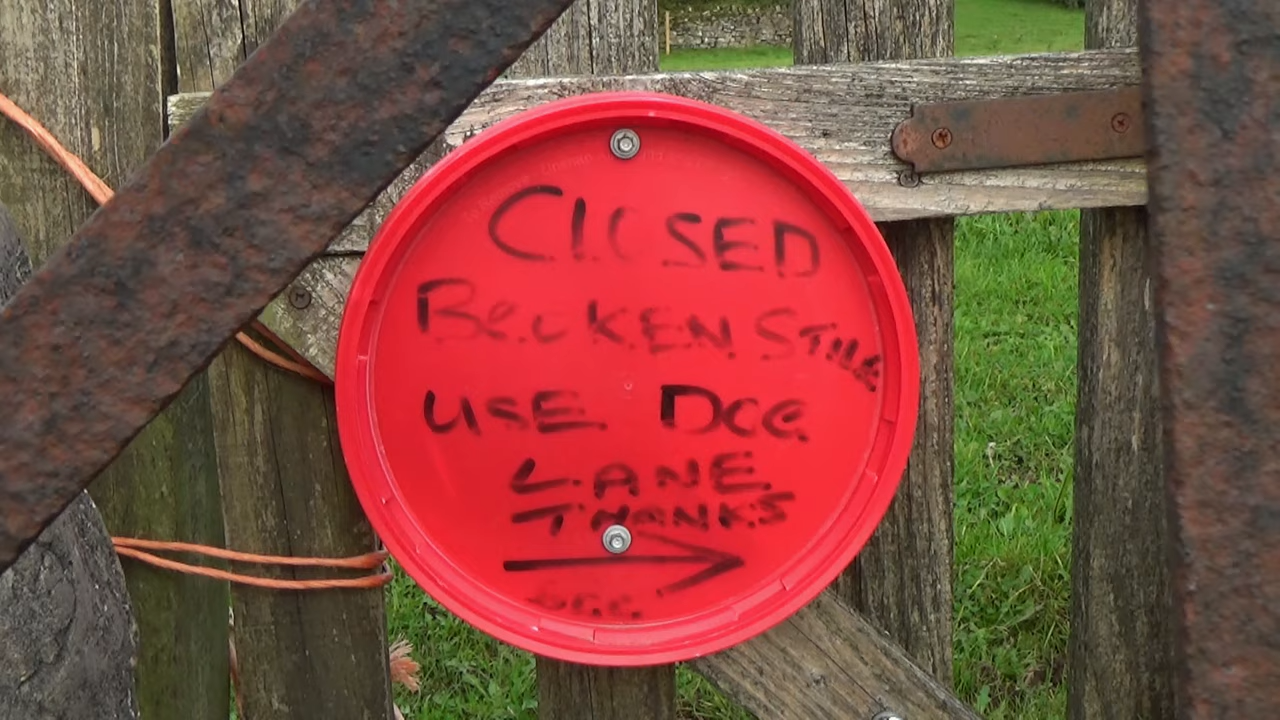 CLOSED
BROKEN STILE
USE DOG
LANE
THANKS